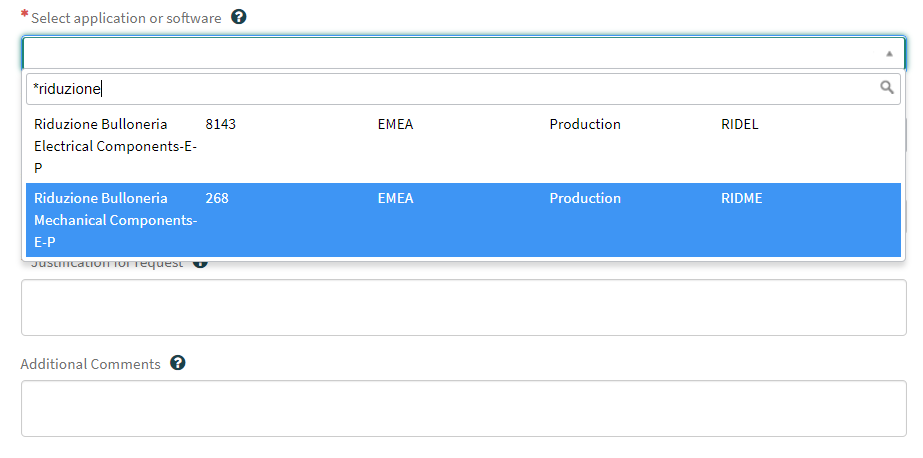 * Select application or software ?
*riduzione
Riduzione Bulloneria 8143 EMEA Production RIDEL
Electrical Components-E-
P
Riduzione Bulloneria 268 EMEA Production RIDME
Mechanical Components-
E-P
Justification for request ?
Additional Comments ?